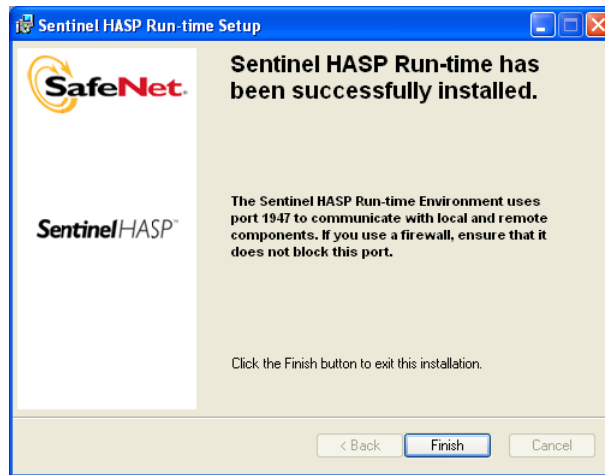 Sentinel HASP Run-time Setup
SafeNet.
Sentinel HASP Run-time has
been successfully installed.
SentinelHASP™
The Sentinel HASP Run-time Environment uses
port 1947 to communicate with local and remote
components. If you use a firewall, ensure that it
does not block this port.
Click the Finish button to exit this installation.
< Back
Finish
Cancel